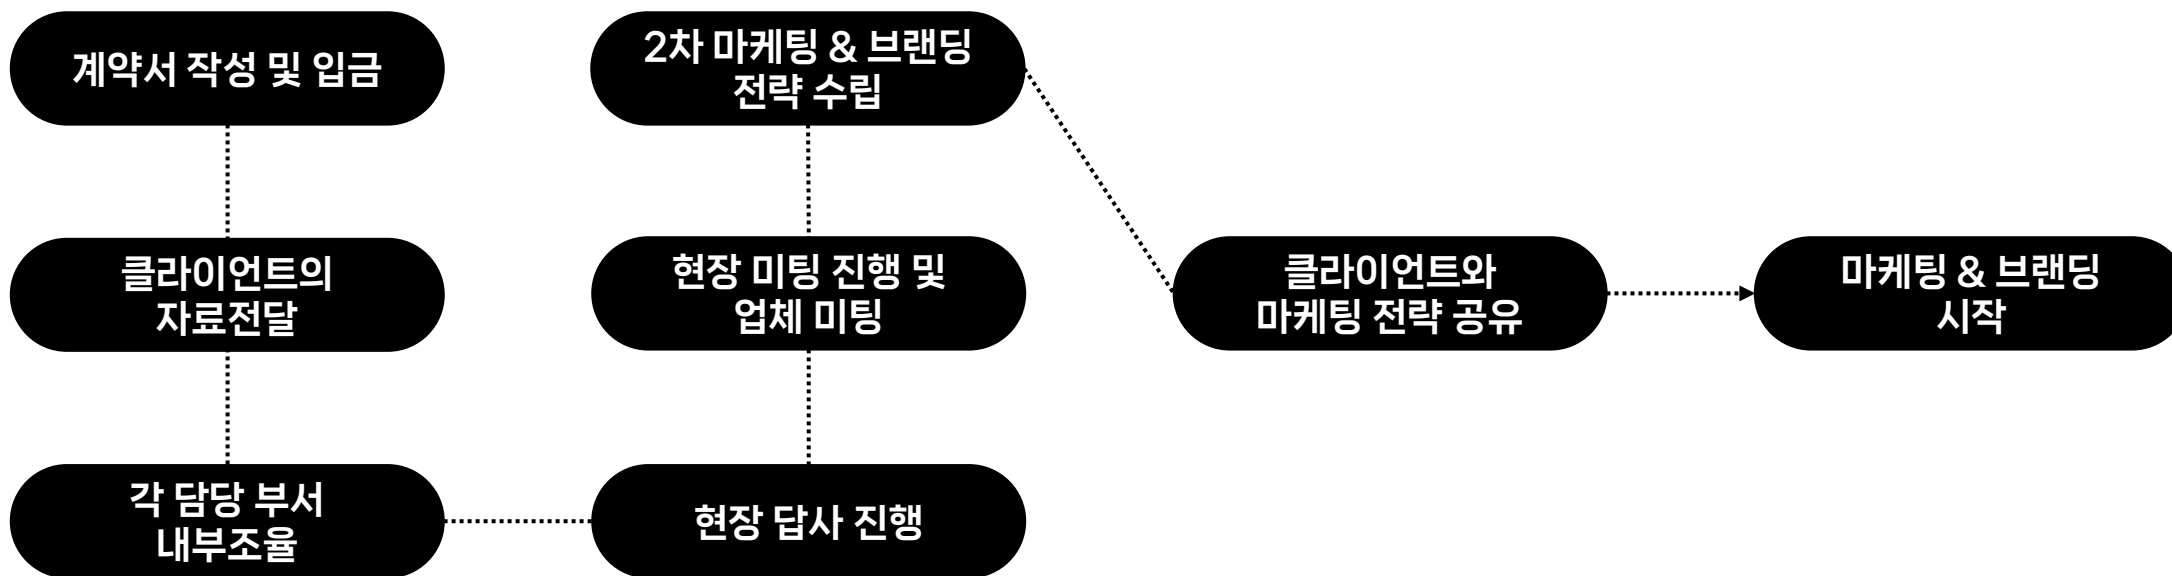 계약서 작성 및 입금
클라이언트의
자료전달
각 담당 부서
내부조율
현장 답사 진행
현장 미팅 진행 및
업체 미팅
2차 마케팅 & 브랜딩
전략 수립
클라이언트와
마케팅 전략 공유
마케팅 & 브랜딩
시작